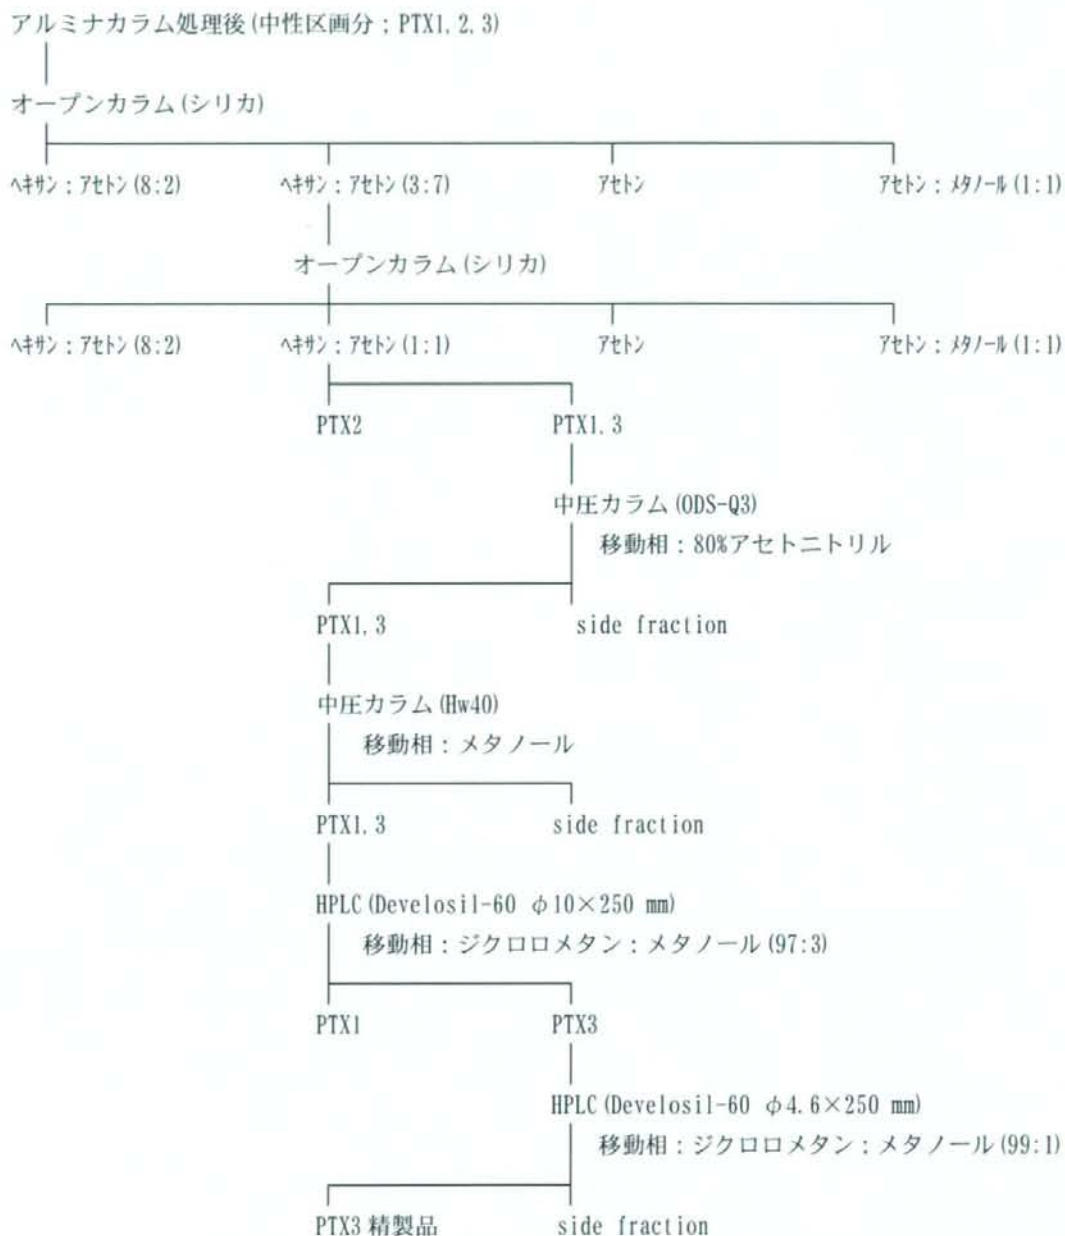 アルミナカラム処理後(中性区画分；PTX1,2,3)
オープンカラム(シリカ)
ﾍｷｻﾝ：ｱｾﾄﾝ(8:2) ﾍｷｻﾝ：ｱｾﾄﾝ(3:7) ｱｾﾄﾝ ｱｾﾄﾝ：ﾒﾀﾉｰﾙ(1:1)
オープンカラム(シリカ)
ﾍｷｻﾝ：ｱｾﾄﾝ(8:2) ﾍｷｻﾝ：ｱｾﾄﾝ(1:1) ｱｾﾄﾝ ｱｾﾄﾝ：ﾒﾀﾉｰﾙ(1:1)
PTX2 PTX1.3
中圧カラム(ODS-Q3)
移動相：80%アセトニトリル
PTX1,3 side fraction
中圧カラム(Hw40)
移動相：メタノール
PTX1,3 side fraction
HPLC(Develosil-60 φ10×250 mm)
移動相：ジクロロメタン：メタノール(97:3)
PTX1 PTX3
HPLC(Develosil-60 φ4.6×250 mm)
移動相：ジクロロメタン：メタノール(99:1)
PTX3 精製品 side fraction